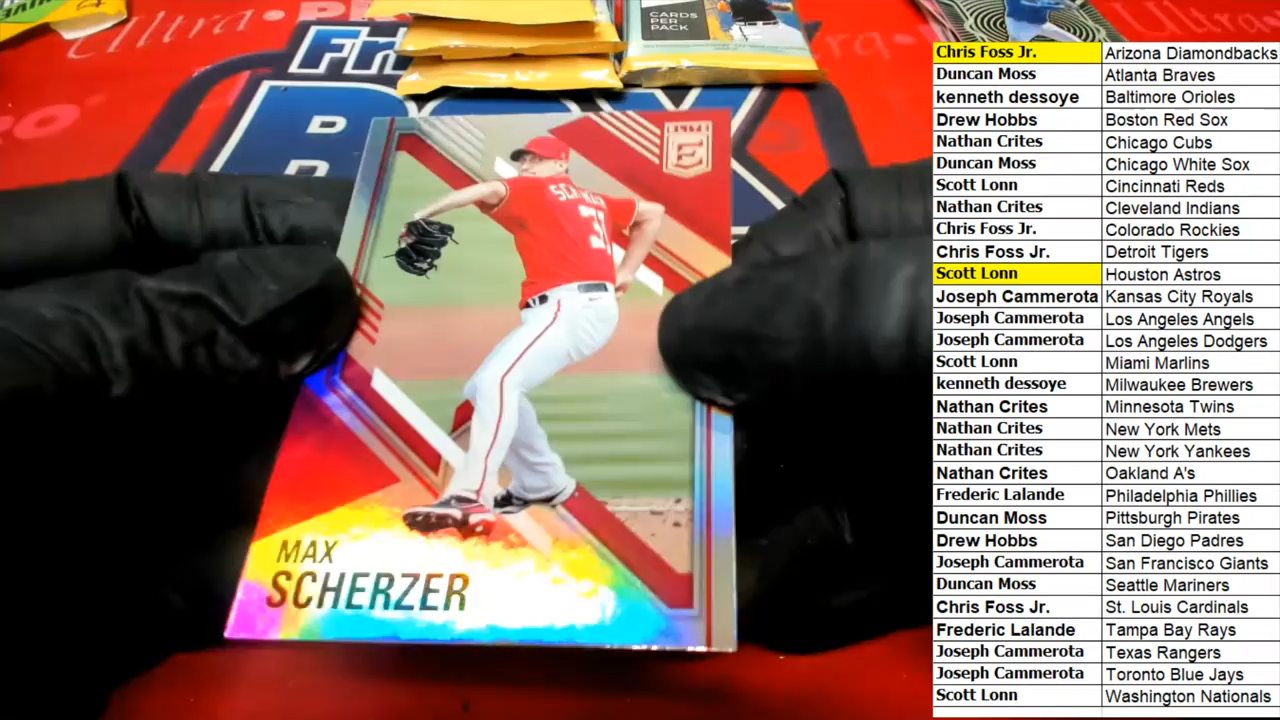 CARDS
PER
PACK
Fr
B
ELITE
E
31
MAX
SCHERZER
Chris Foss Jr. Arizona Diamondbacks
Duncan Moss Atlanta Braves
kenneth dessoye Baltimore Orioles
Drew Hobbs Boston Red Sox
Nathan Crites Chicago Cubs
Duncan Moss Chicago White Sox
Scott Lonn Cincinnati Reds
Nathan Crites Cleveland Indians
Chris Foss Jr. Colorado Rockies
Chris Foss Jr. Detroit Tigers
Scott Lonn Houston Astros
Joseph Cammerota Kansas City Royals
Joseph Cammerota Los Angeles Angels
Joseph Cammerota Los Angeles Dodgers
Scott Lonn Miami Marlins
kenneth dessoye Milwaukee Brewers
Nathan Crites Minnesota Twins
Nathan Crites New York Mets
Nathan Crites New York Yankees
Nathan Crites Oakland A's
Frederic Lalande Philadelphia Phillies
Duncan Moss Pittsburgh Pirates
Drew Hobbs San Diego Padres
Joseph Cammerota San Francisco Giants
Duncan Moss Seattle Mariners
Chris Foss Jr. St. Louis Cardinals
Frederic Lalande Tampa Bay Rays
Joseph Cammerota Texas Rangers
Joseph Cammerota Toronto Blue Jays
Scott Lonn Washington Nationals